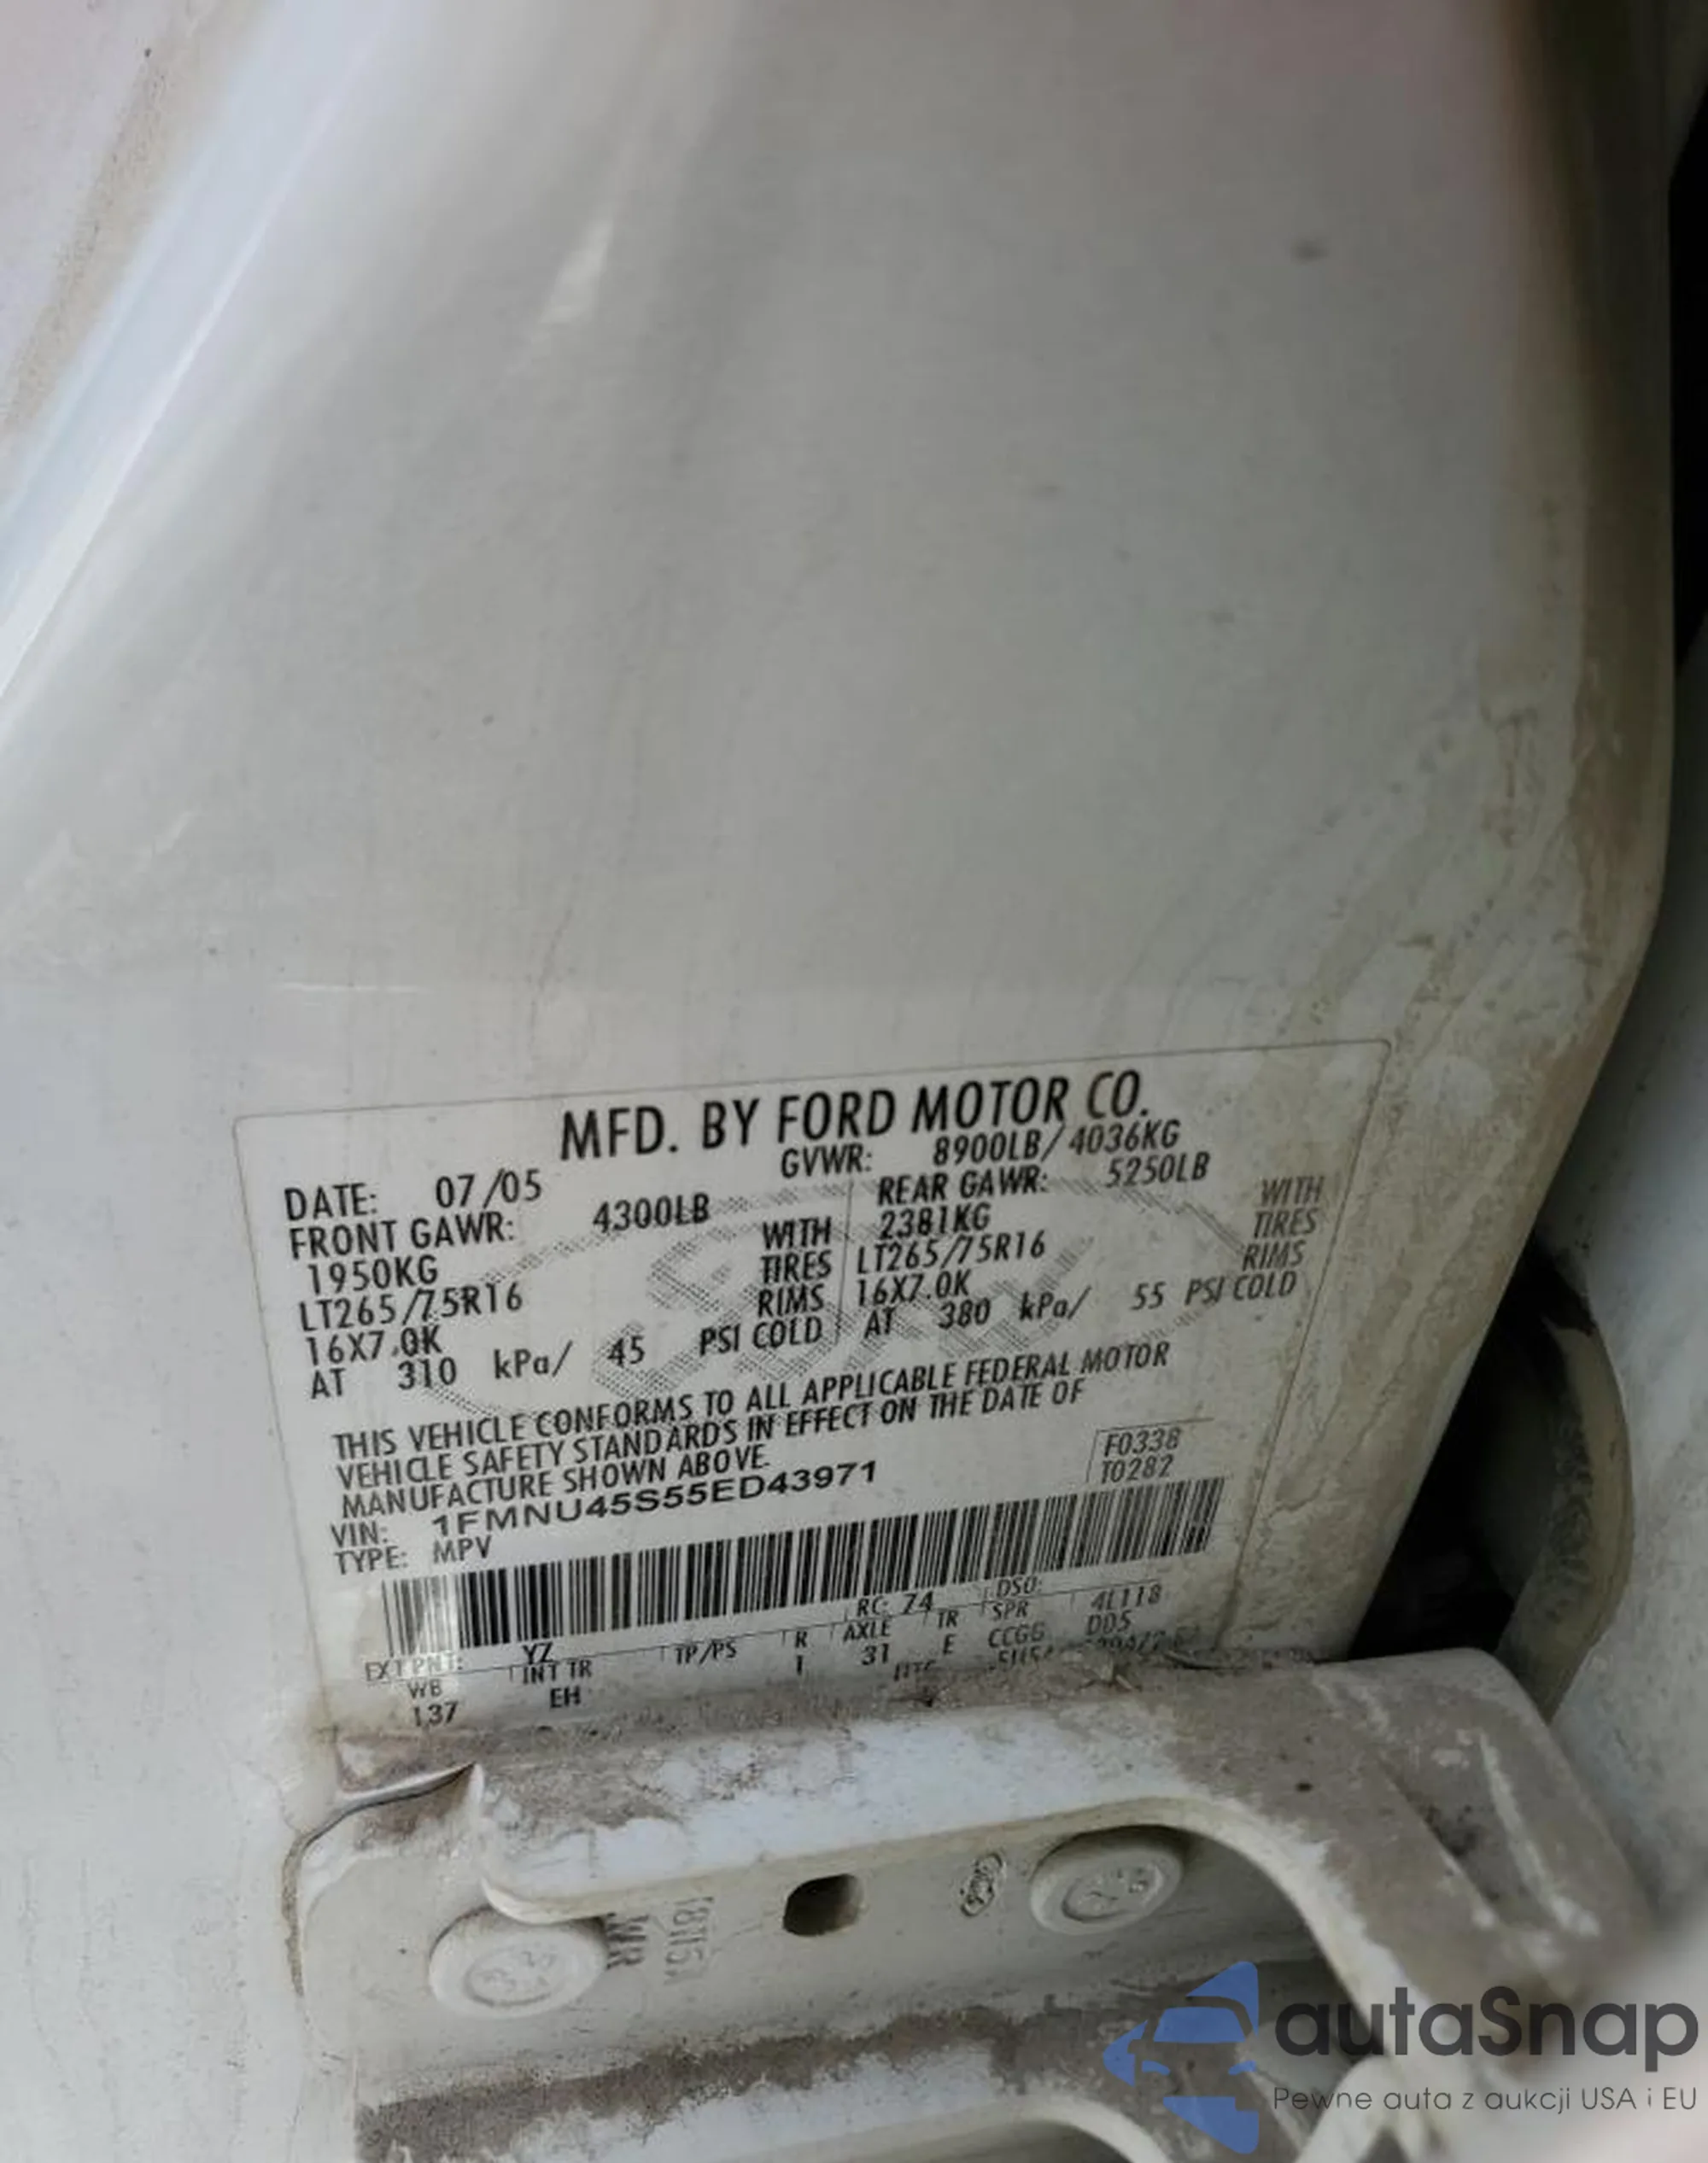 MFD. BY FORD MOTOR CO.
DATE: 07/05 GVWR: 8900LB/4036KG
FRONT GAWR: 4300LB REAR GAWR: 5250LB
1950KG WITH 2381KG WITH
LT265/75R16 TIRES LT265/75R16 TIRES
16X7.0K RIMS 16X7.0K RIMS
AT 310 kPa/ 45 PSI COLD AT 380 kPa/ 55 PSI COLD
THIS VEHICLE CONFORMS TO ALL APPLICABLE FEDERAL MOTOR
VEHICLE SAFETY STANDARDS IN EFFECT ON THE DATE OF
MANUFACTURE SHOWN ABOVE.
F0338
T0282
VIN: 1FMNU45S55ED43971
TYPE: MPV
EXT PNT: YZ RC: 74 DSO:
WB INT TR TP/PS R AXLE TR SPR 4L118
137 EH 1 31 E CCGG DD5
autaSnap
Pewne auta z aukcji USA i EU